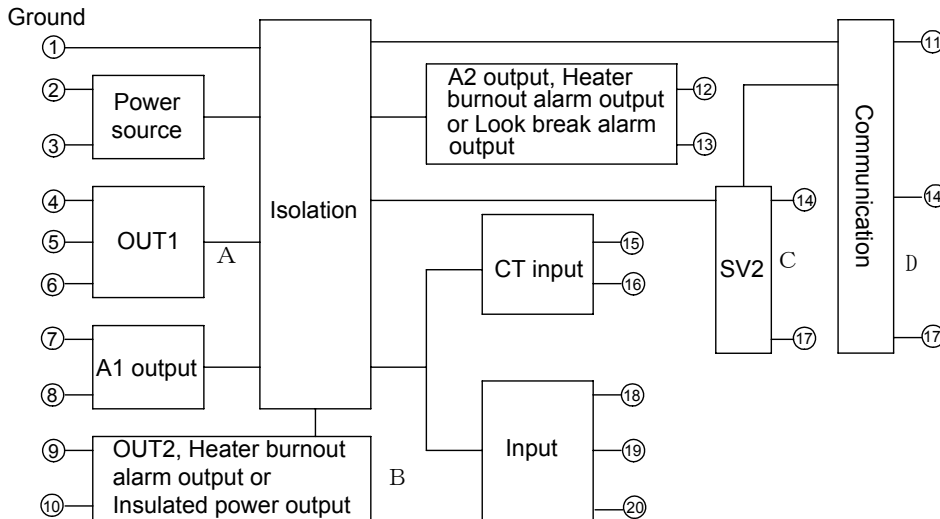 Ground
1
2
3
Power
source
4
5
6
OUT1
A
7
8
A1 output
9
10
OUT2, Heater burnout
alarm output or
Insulated power output
B
Isolation
A2 output, Heater
burnout alarm output
or Look break alarm
output
12
13
CT input
15
16
Input
18
19
20
SV2
14
17
C
Communication
11
14
17
D